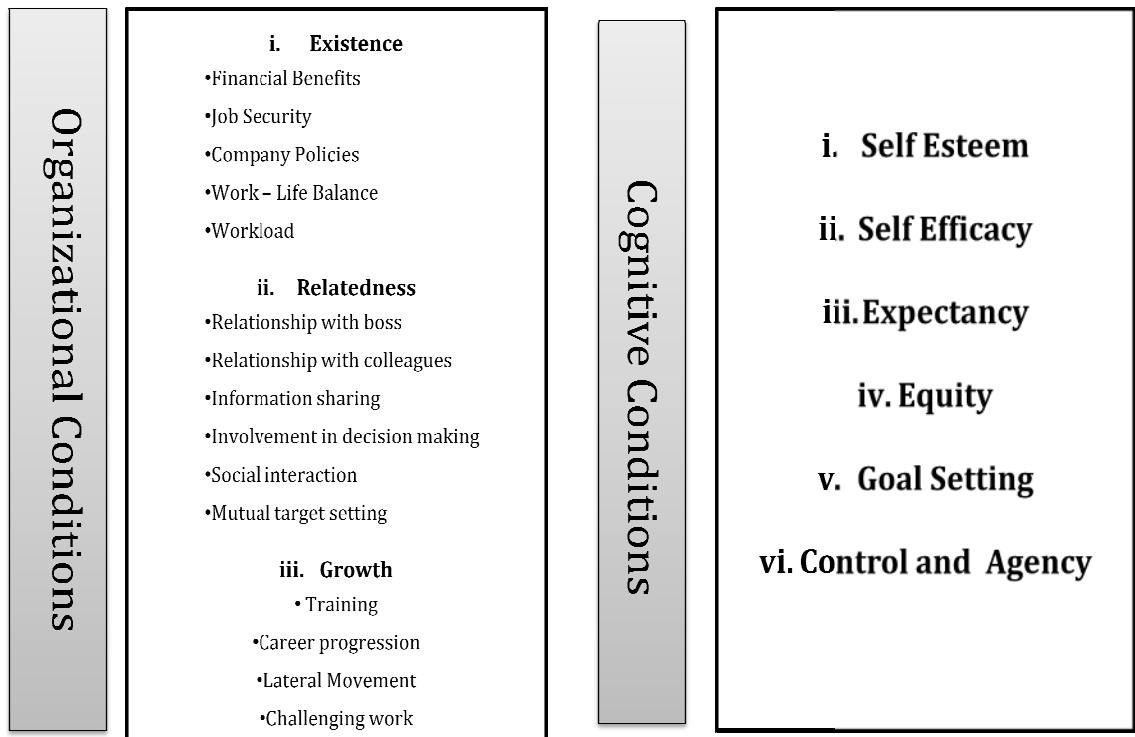 Organizational Conditions
i. Existence
•Financial Benefits
•Job Security
•Company Policies
•Work – Life Balance
•Workload
ii. Relatedness
•Relationship with boss
•Relationship with colleagues
•Information sharing
•Involvement in decision making
•Social interaction
•Mutual target setting
iii. Growth
• Training
•Career progression
•Lateral Movement
•Challenging work
Cognitive Conditions
i. Self Esteem
ii. Self Efficacy
iii. Expectancy
iv. Equity
v. Goal Setting
vi. Control and Agency